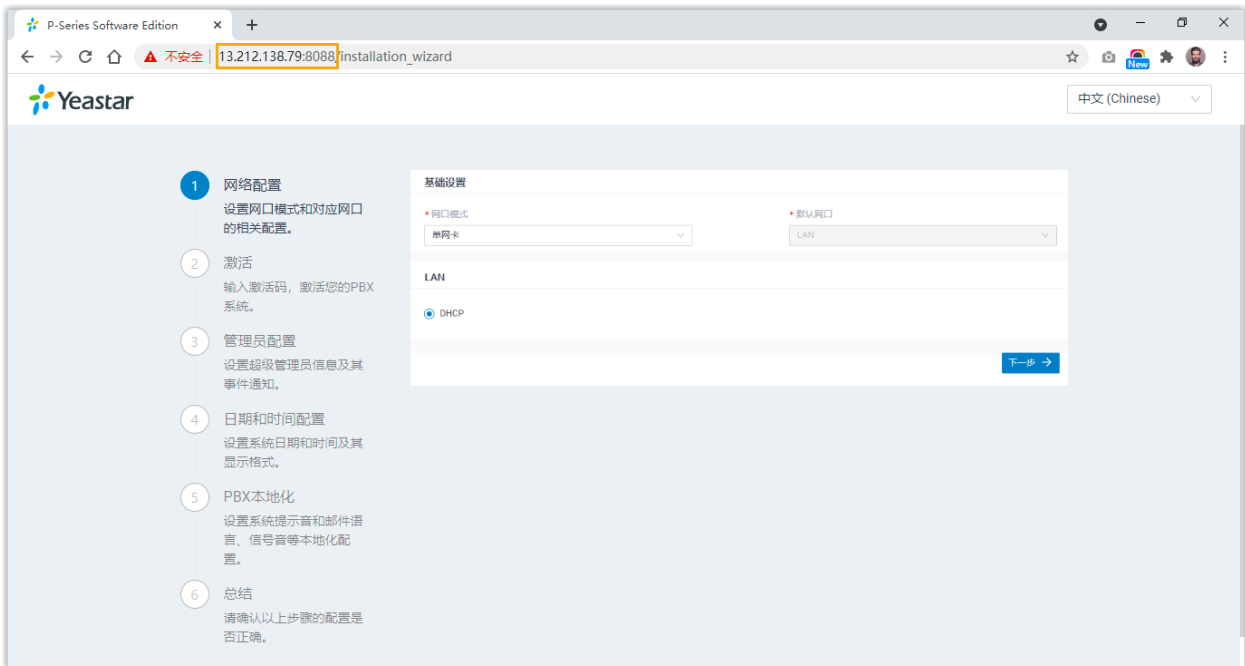 P-Series Software Edition
不安全 13.212.138.79:8088/installation_wizard
New
Yeastar
中文 (Chinese)
1 网络配置
设置网口模式和对应网口
的相关配置。
2 激活
输入激活码，激活您的PBX
系统。
3 管理员配置
设置超级管理员信息及其
事件通知。
4 日期和时间配置
设置系统日期和时间及其
显示格式。
5 PBX本地化
设置系统提示音和邮件语
言、信号音等本地化配
置。
6 总结
请确认以上步骤的配置是
否正确。
基础设置
* 网口模式 * 默认网口
单网卡 LAN
LAN
DHCP
下一步